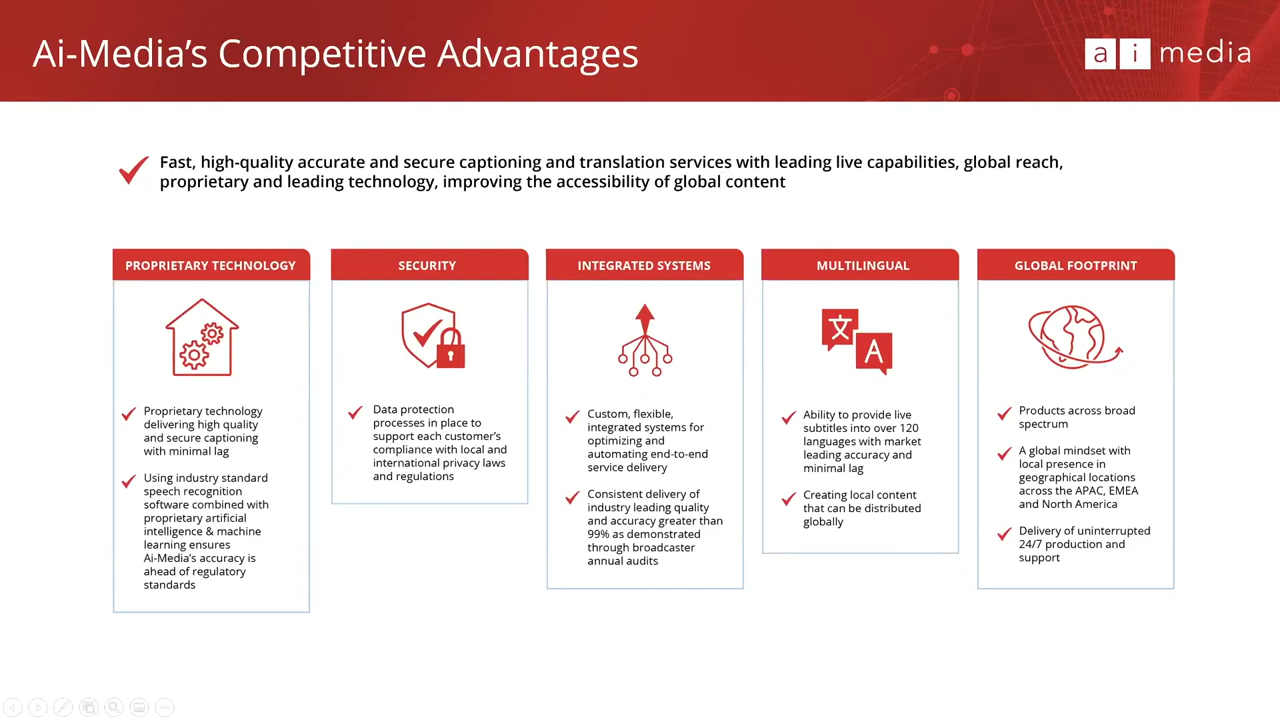 Ai-Media's Competitive Advantages
a i media
Fast, high-quality accurate and secure captioning and translation services with leading live capabilities, global reach,
proprietary and leading technology, improving the accessibility of global content
PROPRIETARY TECHNOLOGY
Proprietary technology
delivering high quality
and secure captioning
with minimal lag
Using industry standard
speech recognition
software combined with
proprietary artificial
intelligence & machine
learning ensures
Ai-Media's accuracy is
ahead of regulatory
standards
SECURITY
Data protection
processes in place to
support each customer's
compliance with local and
international privacy laws
and regulations
INTEGRATED SYSTEMS
Custom, flexible,
integrated systems for
optimizing and
automating end-to-end
service delivery
Consistent delivery of
industry leading quality
and accuracy greater than
99% as demonstrated
through broadcaster
annual audits
MULTILINGUAL
文
A
Ability to provide live
subtitles into over 120
languages with market
leading accuracy and
minimal lag
Creating local content
that can be distributed
globally
GLOBAL FOOTPRINT
Products across broad
spectrum
A global mindset with
local presence in
geographical locations
across the APAC, EMEA
and North America
Delivery of uninterrupted
24/7 production and
support